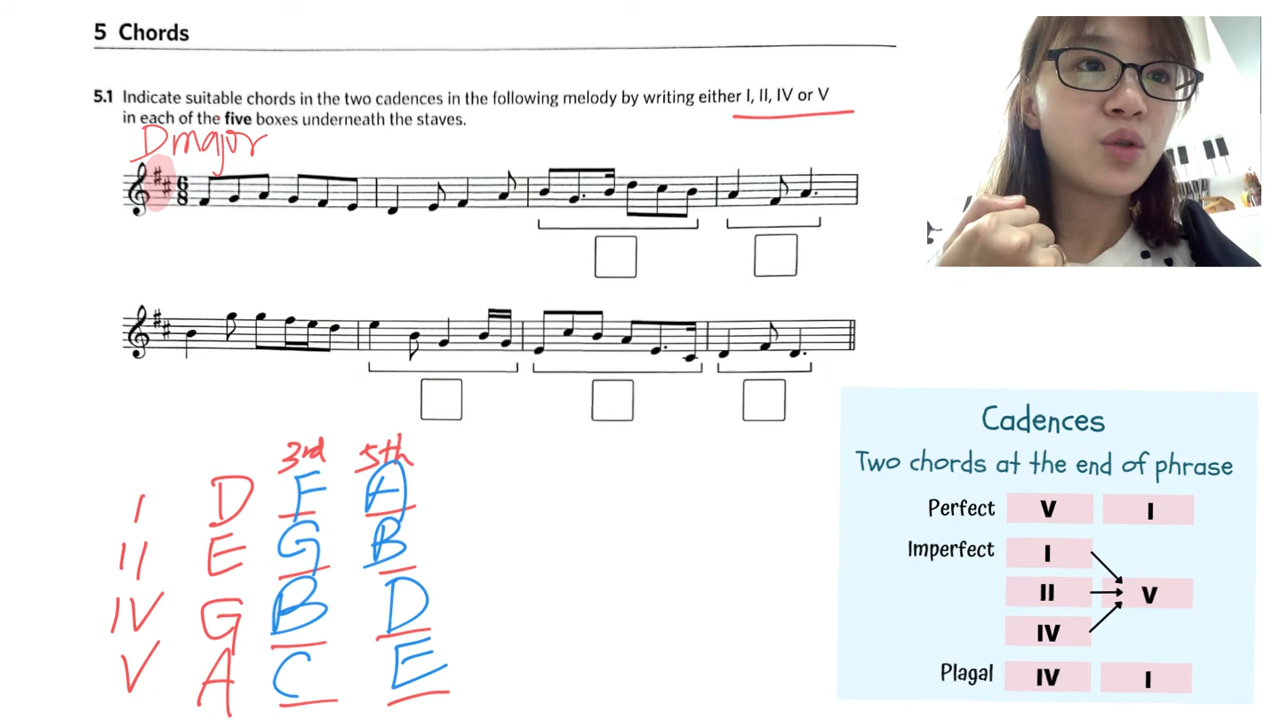 5 Chords
5.1 Indicate suitable chords in the two cadences in the following melody by writing either I, II, IV or V
in each of the five boxes underneath the staves.
D major
6
8
3rd 5th
I D F A
II E G B
IV G B D
V A C E
Cadences
Two chords at the end of phrase
Perfect V I
Imperfect I
II V
IV
Plagal IV I